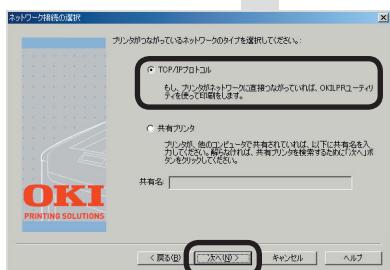 ネットワーク接続の選択
プリンタがつながっているネットワークのタイプを選択してください。:
TCP/IPプロトコル
もし、プリンタがネットワークに直接つながっていれば、OKILPRユーティリ
ティを使って印刷をします。
共有プリンタ
プリンタが、他のコンピュータで共有されていれば、以下に共有名を入
力してください。解らなければ、共有プリンタを検索するために「次へ」ボ
タンをクリックしてください。
共有名:
OKI
PRINTING SOLUTIONS
< 戻る(B)
次へ(N) >
キャンセル
ヘルプ